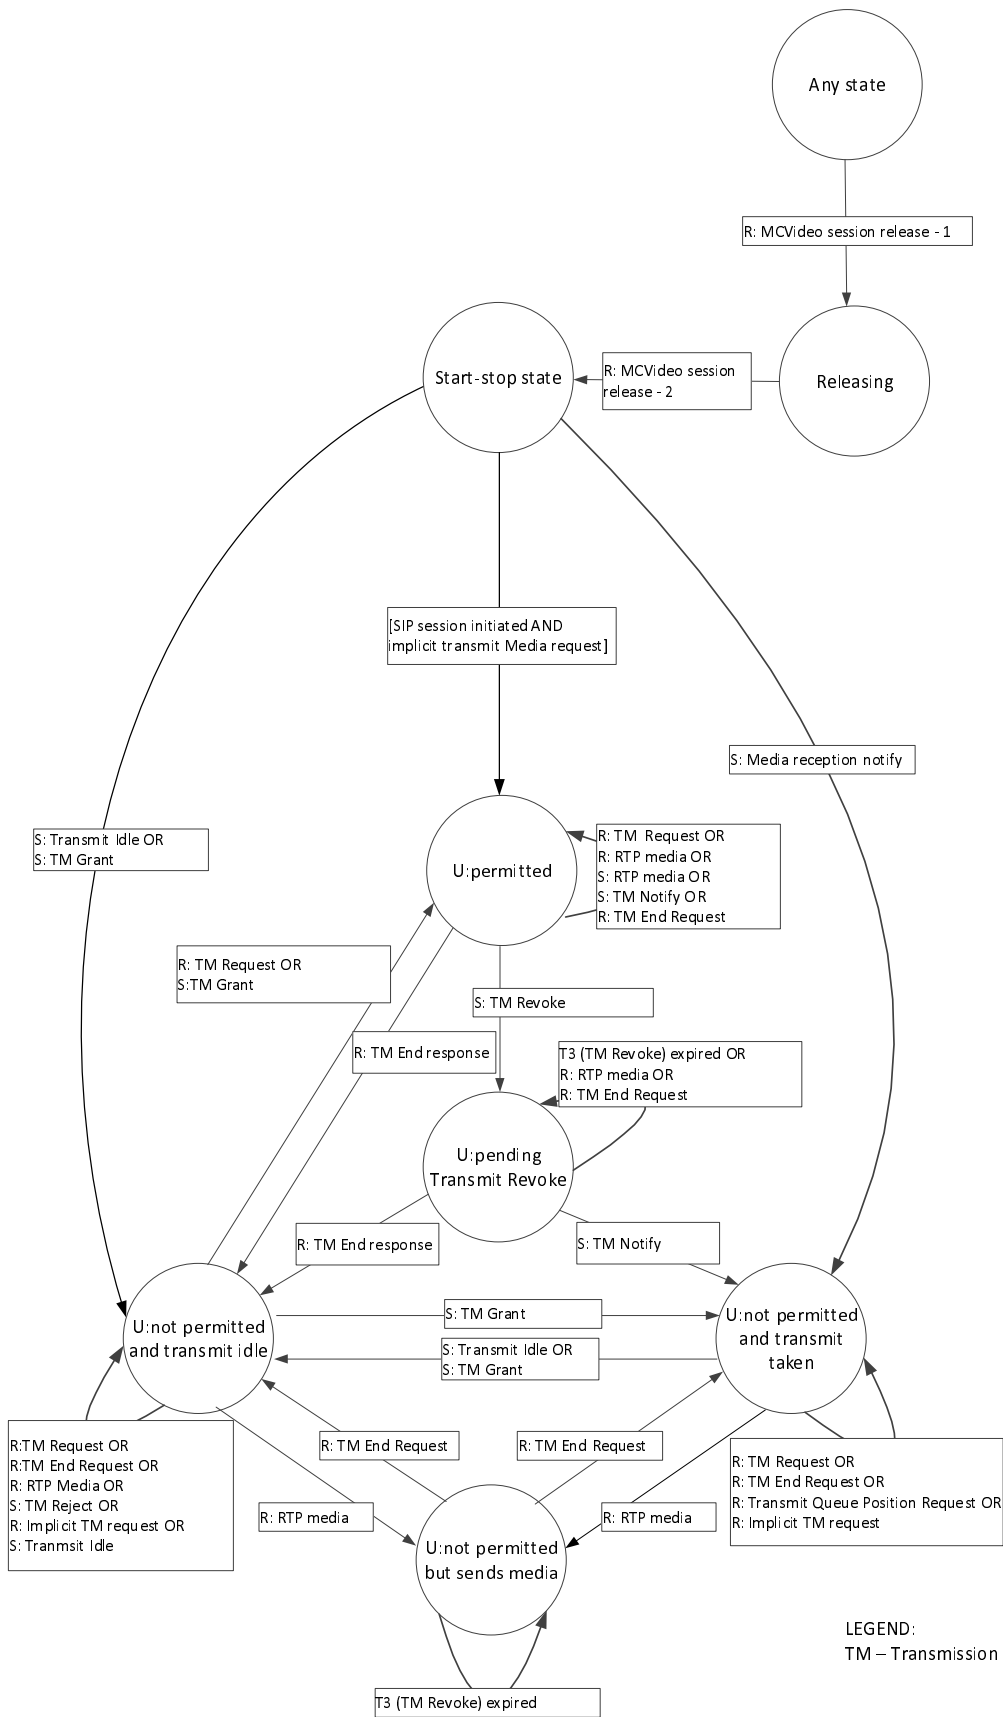 Any state
R: MCVideo session release - 1
Start-stop state
R: MCVideo session
release - 2
Releasing
[SIP session initiated AND
implicit transmit Media request]
S: Media reception notify
S: Transmit Idle OR
S: TM Grant
U:permitted
R: TM Request OR
R: RTP media OR
S: RTP media OR
S: TM Notify OR
R: TM End Request
R: TM Request OR
S:TM Grant
S: TM Revoke
R: TM End response
T3 (TM Revoke) expired OR
R: RTP media OR
R: TM End Request
U:pending
Transmit Revoke
R: TM End response
S: TM Notify
U:not permitted
and transmit idle
S: TM Grant
S: Transmit Idle OR
S: TM Grant
U:not permitted
and transmit
taken
R:TM Request OR
R:TM End Request OR
R: RTP Media OR
S: TM Reject OR
R: Implicit TM request OR
S: Tranmsit Idle
R: TM End Request
R: TM End Request
R: TM Request OR
R: TM End Request OR
R: Transmit Queue Position Request OR
R: Implicit TM request
R: RTP media
R: RTP media
U:not permitted
but sends media
T3 (TM Revoke) expired
LEGEND:
TM – Transmission